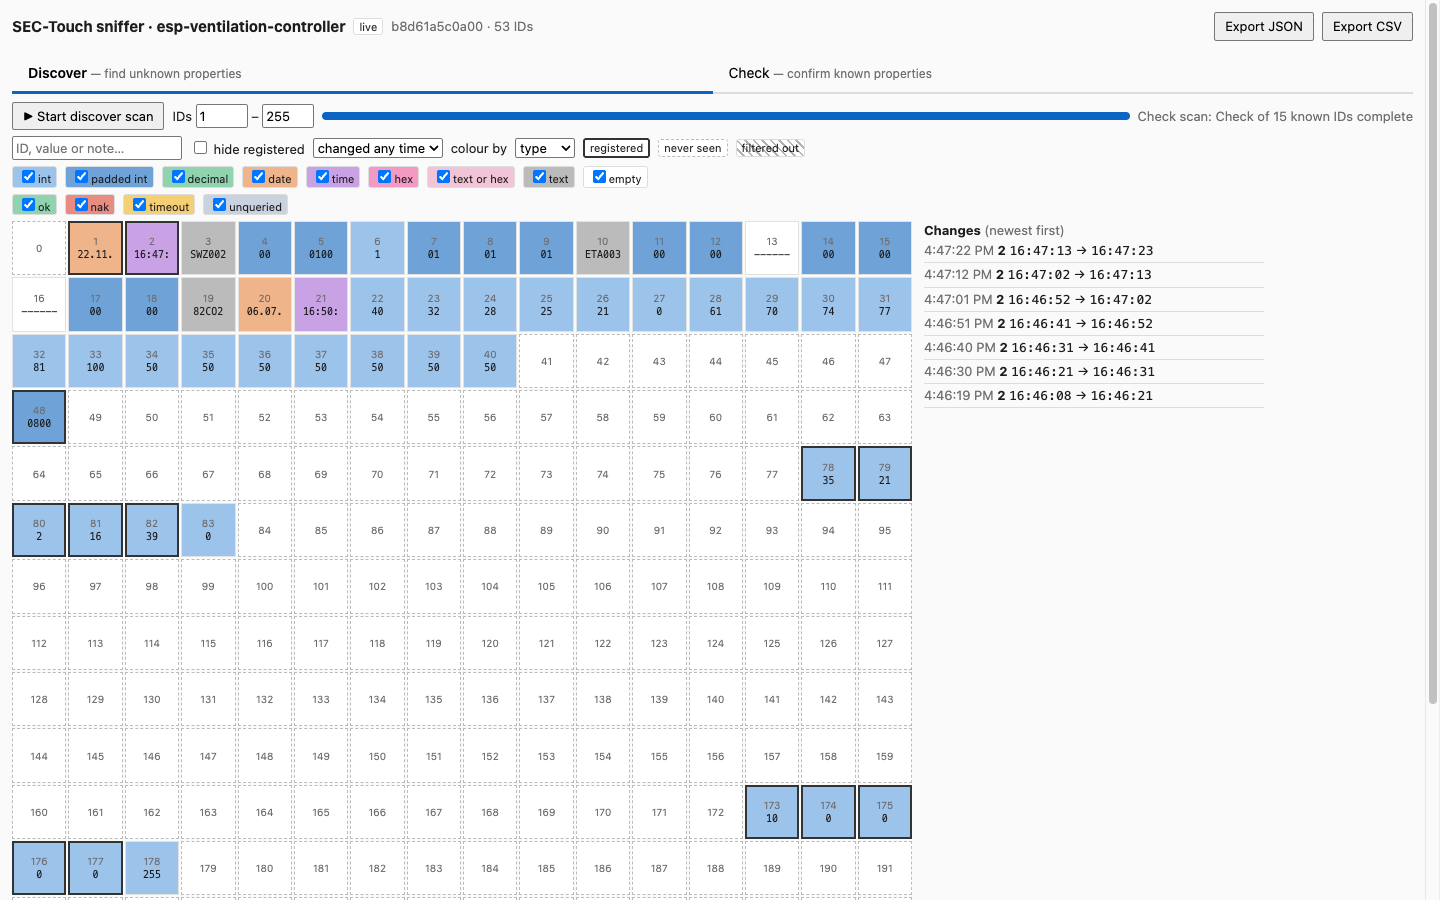 SEC-Touch sniffer · esp-ventilation-controller live b8d61a5c0a00 · 53 IDs Export JSON Export CSV
Discover — find unknown properties Check — confirm known properties
▶ Start discover scan IDs 1 – 255 Check scan: Check of 15 known IDs complete
ID, value or note... hide registered changed any time colour by type registered never seen filtered out
int padded int decimal date time hex text or hex text empty
ok nak timeout unqueried
0 1 2 3 4 5 6 7 8 9 10 11 12 13 14 15
22.11. 16:47: SWZ002 00 0100 1 01 01 01 ETA003 00 00 —————— 00 00
16 17 18 19 20 21 22 23 24 25 26 27 28 29 30 31
—————— 00 00 82CO2 06.07. 16:50: 40 32 28 25 21 0 61 70 74 77
32 33 34 35 36 37 38 39 40 41 42 43 44 45 46 47
81 100 50 50 50 50 50 50 50
48 49 50 51 52 53 54 55 56 57 58 59 60 61 62 63
0800
64 65 66 67 68 69 70 71 72 73 74 75 76 77 78 79
35 21
80 81 82 83 84 85 86 87 88 89 90 91 92 93 94 95
2 16 39 0
96 97 98 99 100 101 102 103 104 105 106 107 108 109 110 111
112 113 114 115 116 117 118 119 120 121 122 123 124 125 126 127
128 129 130 131 132 133 134 135 136 137 138 139 140 141 142 143
144 145 146 147 148 149 150 151 152 153 154 155 156 157 158 159
160 161 162 163 164 165 166 167 168 169 170 171 172 173 174 175
10 0 0
176 177 178 179 180 181 182 183 184 185 186 187 188 189 190 191
0 0 255
Changes (newest first)
4:47:22 PM 2 16:47:13 → 16:47:23
4:47:12 PM 2 16:47:02 → 16:47:13
4:47:01 PM 2 16:46:52 → 16:47:02
4:46:51 PM 2 16:46:41 → 16:46:52
4:46:40 PM 2 16:46:31 → 16:46:41
4:46:30 PM 2 16:46:21 → 16:46:31
4:46:19 PM 2 16:46:08 → 16:46:21